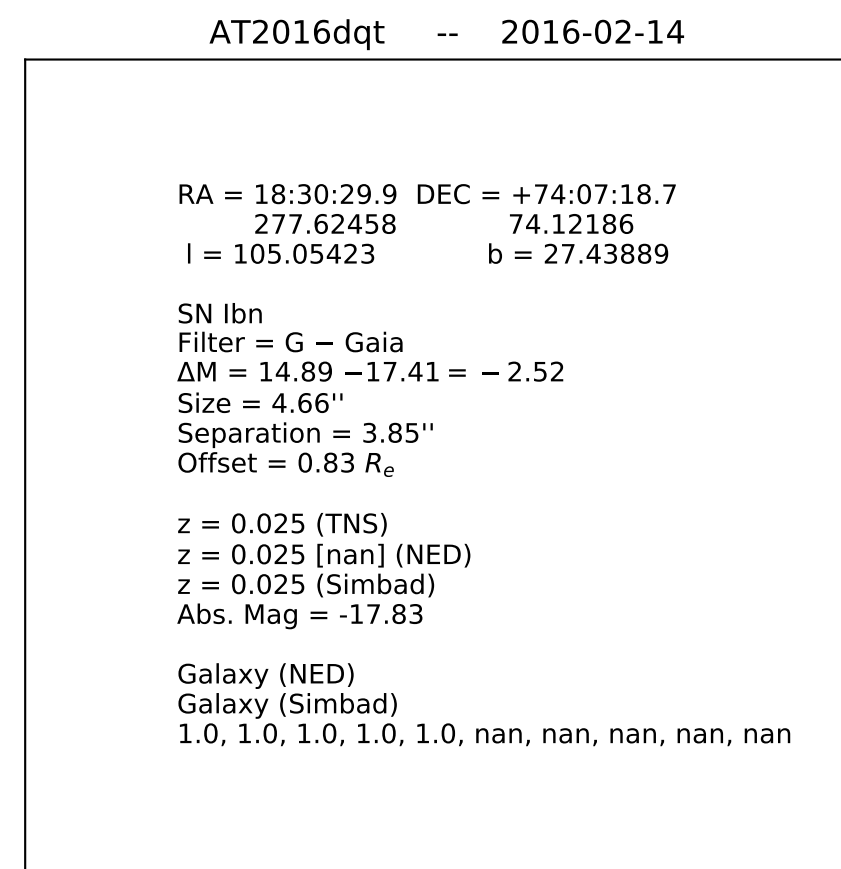 AT2016dqt -- 2016-02-14
RA = 18:30:29.9 DEC = +74:07:18.7
277.62458 74.12186
l = 105.05423 b = 27.43889
SN Ibn
Filter = G − Gaia
ΔM = 14.89 −17.41 = − 2.52
Size = 4.66''
Separation = 3.85''
Offset = 0.83 Re
z = 0.025 (TNS)
z = 0.025 [nan] (NED)
z = 0.025 (Simbad)
Abs. Mag = -17.83
Galaxy (NED)
Galaxy (Simbad)
1.0, 1.0, 1.0, 1.0, 1.0, nan, nan, nan, nan, nan